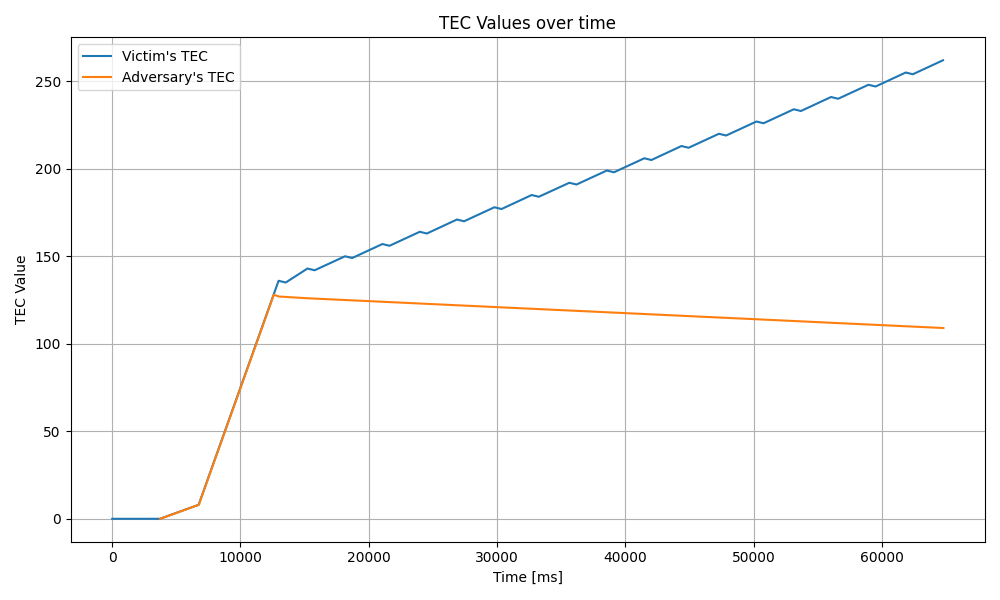 TEC Values over time
Victim's TEC
Adversary's TEC
TEC Value
250
200
150
100
50
0
0 10000 20000 30000 40000 50000 60000
Time [ms]